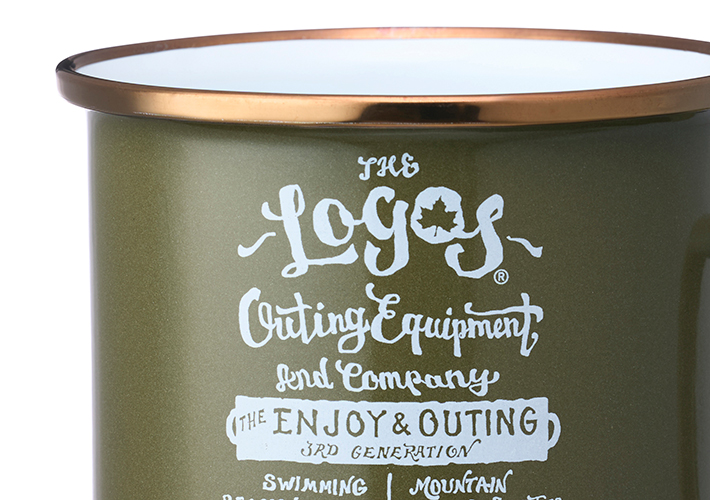 THE
LOGOS®
Outing Equipment
And Company
THE ENJOY & OUTING
3RD GENERATION
SWIMMING | MOUNTAIN